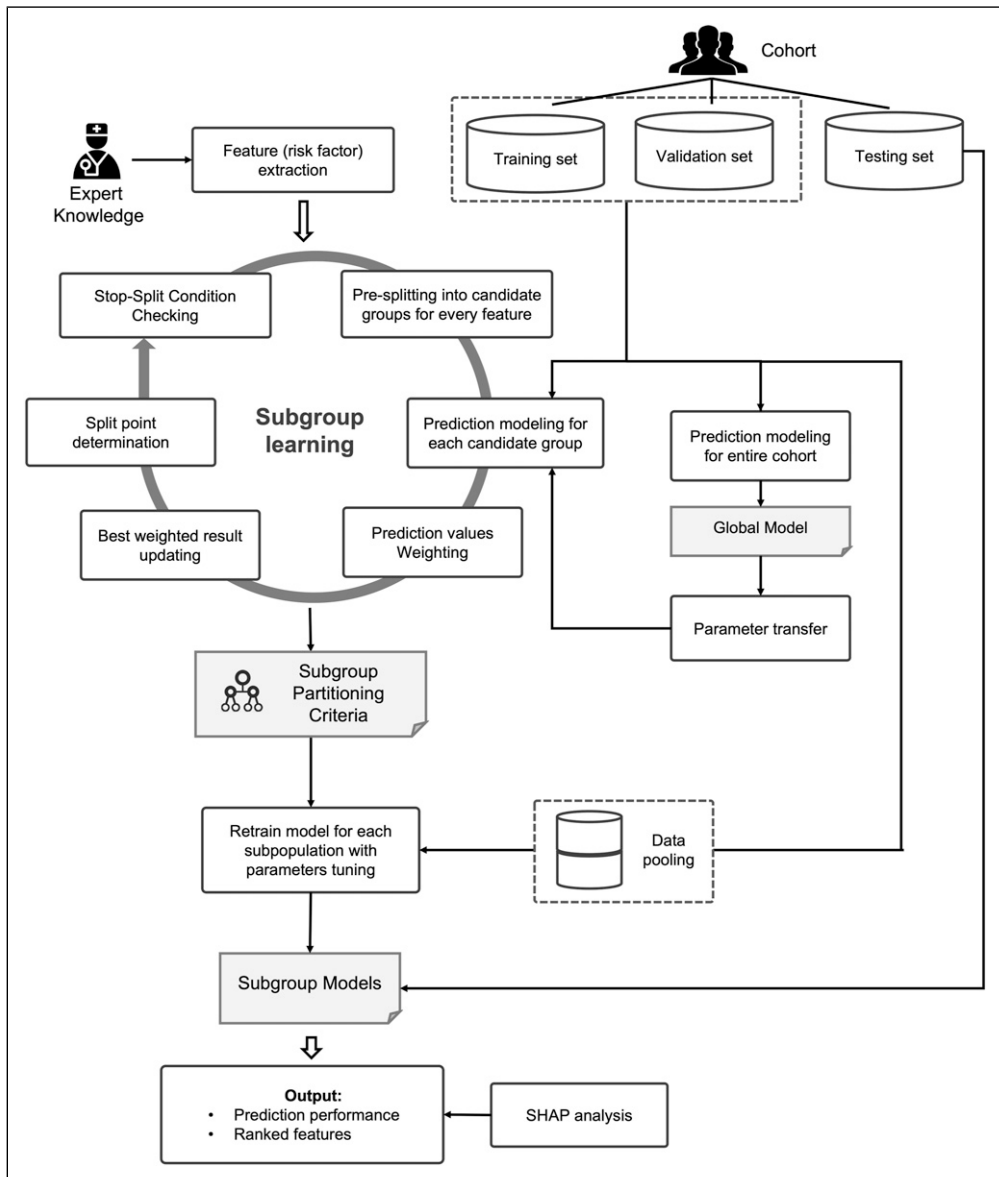 Cohort
Training set
Validation set
Testing set
Expert
Knowledge
Feature (risk factor)
extraction
Stop-Split Condition
Checking
Pre-splitting into candidate
groups for every feature
Split point
determination
Subgroup
learning
Prediction modeling for
each candidate group
Prediction modeling
for entire cohort
Best weighted result
updating
Prediction values
Weighting
Global Model
Parameter transfer
Subgroup
Partitioning
Criteria
Retrain model for each
subpopulation with
parameters tuning
Data
pooling
Subgroup Models
Output:
• Prediction performance
• Ranked features
SHAP analysis